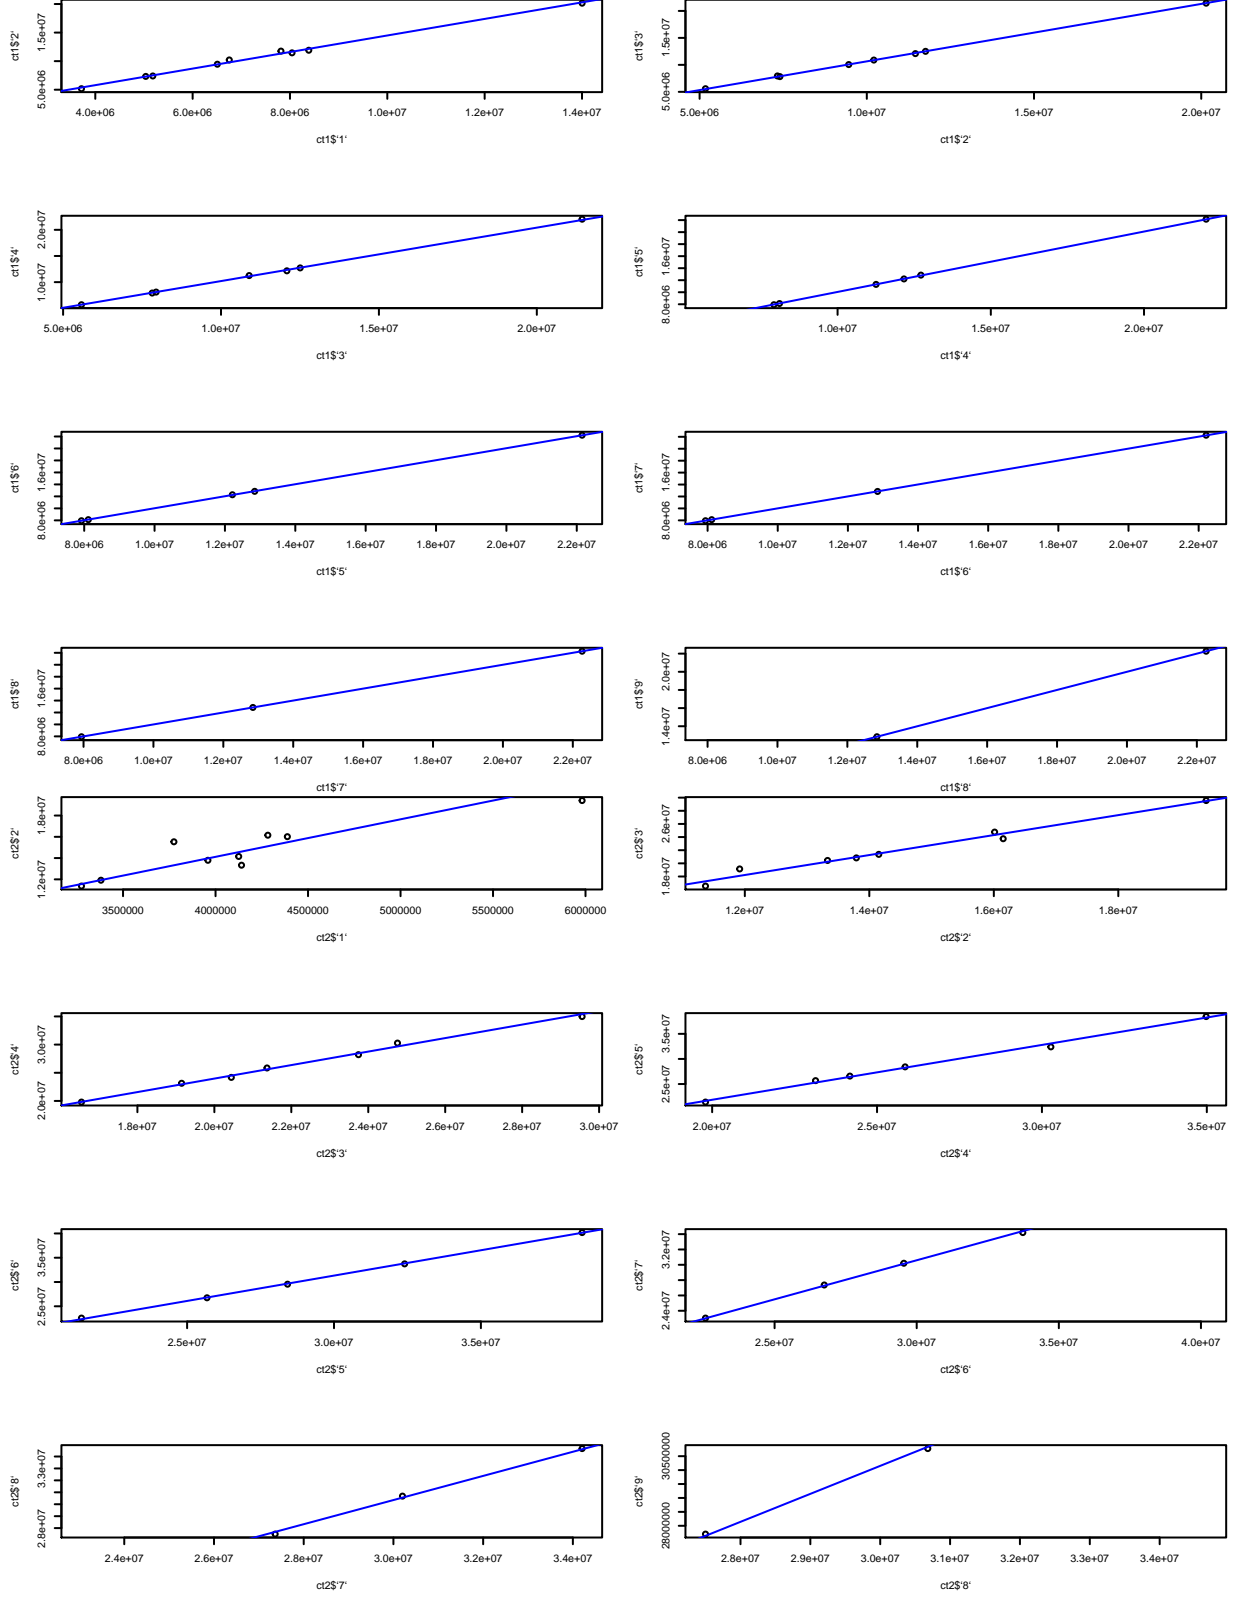 ct1$‘2‘
5.0e+06 1.5e+07
4.0e+06 6.0e+06 8.0e+06 1.0e+07 1.2e+07 1.4e+07
ct1$‘1‘
ct1$‘3‘
5.0e+06 1.5e+07
5.0e+06 1.0e+07 1.5e+07 2.0e+07
ct1$‘2‘
ct1$‘4‘
1.0e+07 2.0e+07
5.0e+06 1.0e+07 1.5e+07 2.0e+07
ct1$‘3‘
ct1$‘5‘
8.0e+06 1.6e+07
1.0e+07 1.5e+07 2.0e+07
ct1$‘4‘
ct1$‘6‘
8.0e+06 1.6e+07
8.0e+06 1.0e+07 1.2e+07 1.4e+07 1.6e+07 1.8e+07 2.0e+07 2.2e+07
ct1$‘5‘
ct1$‘7‘
8.0e+06 1.6e+07
8.0e+06 1.0e+07 1.2e+07 1.4e+07 1.6e+07 1.8e+07 2.0e+07 2.2e+07
ct1$‘6‘
ct1$‘8‘
8.0e+06 1.6e+07
8.0e+06 1.0e+07 1.2e+07 1.4e+07 1.6e+07 1.8e+07 2.0e+07 2.2e+07
ct1$‘7‘
ct1$‘9‘
1.4e+07 2.0e+07
8.0e+06 1.0e+07 1.2e+07 1.4e+07 1.6e+07 1.8e+07 2.0e+07 2.2e+07
ct1$‘8‘
ct2$‘2‘
1.2e+07 1.8e+07
3500000 4000000 4500000 5000000 5500000 6000000
ct2$‘1‘
ct2$‘3‘
1.8e+07 2.6e+07
1.2e+07 1.4e+07 1.6e+07 1.8e+07
ct2$‘2‘
ct2$‘4‘
2.0e+07 3.0e+07
1.8e+07 2.0e+07 2.2e+07 2.4e+07 2.6e+07 2.8e+07 3.0e+07
ct2$‘3‘
ct2$‘5‘
2.5e+07 3.5e+07
2.0e+07 2.5e+07 3.0e+07 3.5e+07
ct2$‘4‘
ct2$‘6‘
2.5e+07 3.5e+07
2.5e+07 3.0e+07 3.5e+07
ct2$‘5‘
ct2$‘7‘
2.4e+07 3.2e+07
2.5e+07 3.0e+07 3.5e+07 4.0e+07
ct2$‘6‘
ct2$‘8‘
2.8e+07 3.3e+07
2.4e+07 2.6e+07 2.8e+07 3.0e+07 3.2e+07 3.4e+07
ct2$‘7‘
ct2$‘9‘
28000000 30500000
2.8e+07 2.9e+07 3.0e+07 3.1e+07 3.2e+07 3.3e+07 3.4e+07
ct2$‘8‘